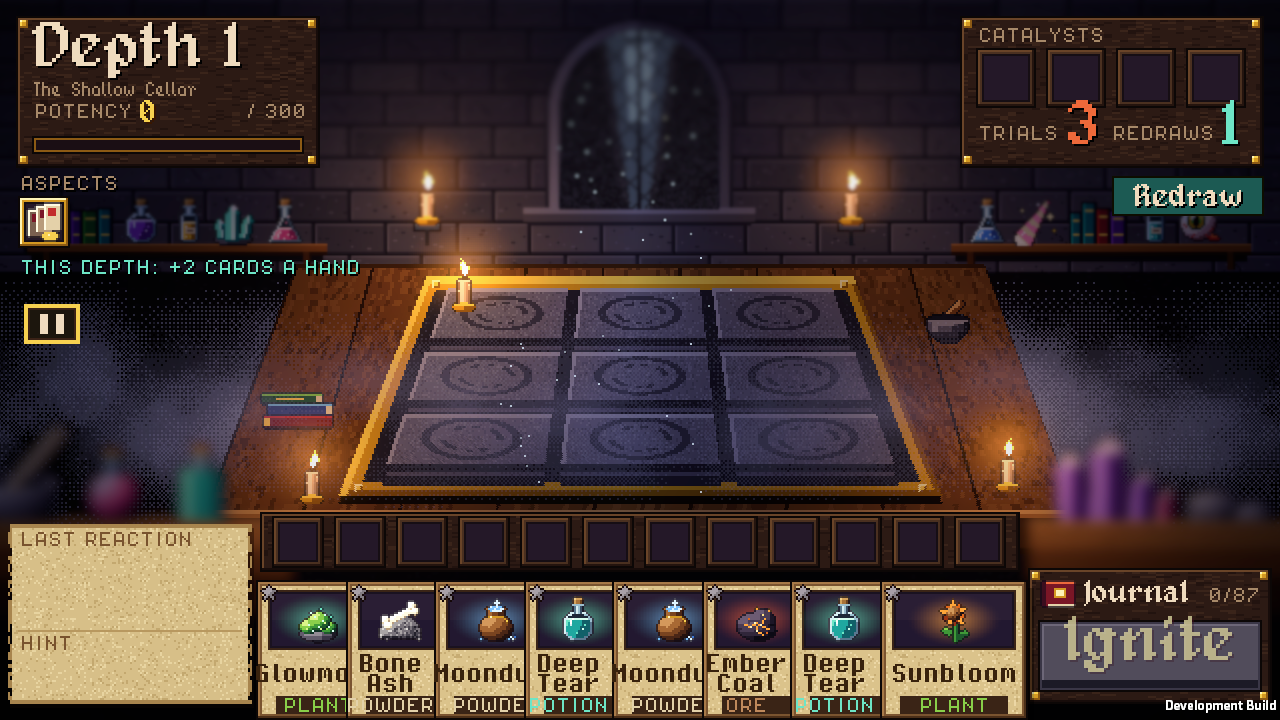 Depth 1
The Shallow Cellar
POTENCY 0 / 300
ASPECTS
THIS DEPTH: +2 CARDS A HAND
CATALYSTS
TRIALS 3 REDRAWS 1
Redraw
LAST REACTION
HINT
Glowmo
PLANT
Bone
Ash
POWDER
Moondu
POWDE
Deep
Tear
POTION
Moondu
POWDE
Ember
Coal
ORE
Deep
Tear
POTION
Sunbloom
PLANT
Journal 0/87
Ignite
Development Build